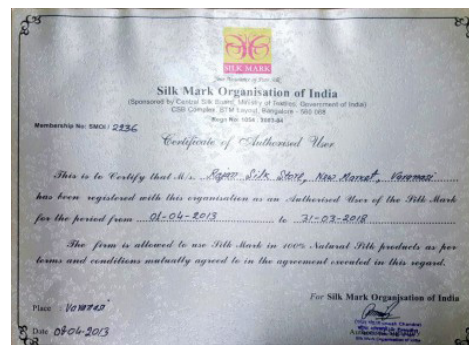 SILK MARK
Silk Mark Organisation of India
(Sponsored by Central Silk Board, Ministry of Textiles, Government of India)
CSB Complex, BTM Layout, Bangalore - 560 068
Membership No: SMOI / 2236
Certificate of Authorised User
This is to Certify that M/s. Rajan Silk Store, New Market, Varanasi
has been registered with this organisation as an Authorised User of the Silk Mark
for the period from 01-04-2013 to 31-03-2018
The firm is allowed to use Silk Mark in 100% Natural Silk products as per
terms and conditions mutually agreed to in the agreement executed in this regard.
For Silk Mark Organisation of India
Place Varanasi
Date 01-04-2013